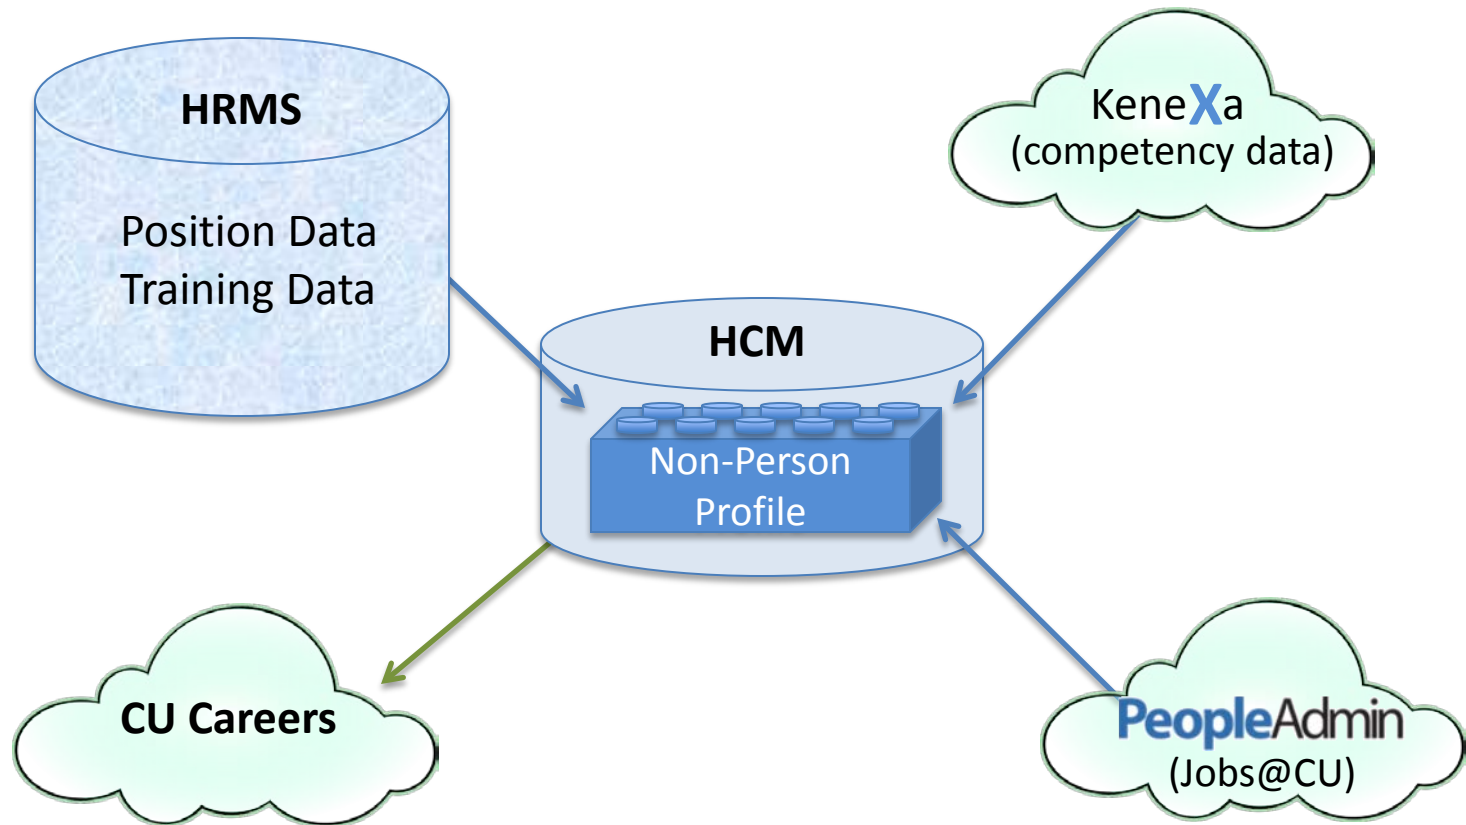 HRMS
Position Data
Training Data
KeneXa
(competency data)
HCM
Non-Person
Profile
CU Careers
PeopleAdmin
(Jobs@CU)